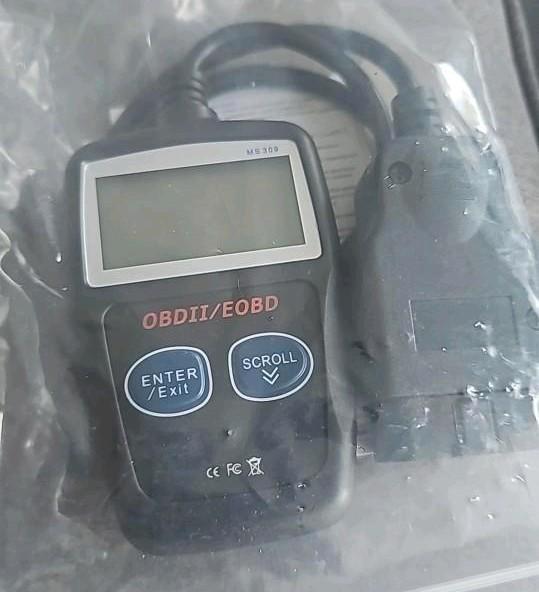 MS309
OBDII/EOBD
ENTER
/Exit
SCROLL
CE FC